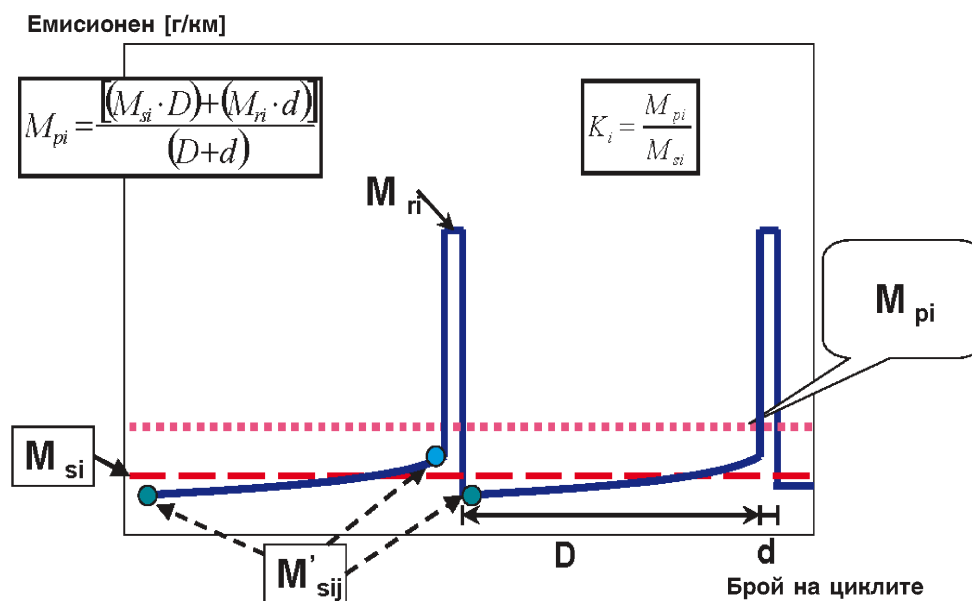 Емисионен [г/км]
M_pi = [(M_si · D) + (M_ri · d)] / (D + d)
K_i = M_pi / M_si
M ri
M pi
M si
M'sij
D
d
Брой на циклите